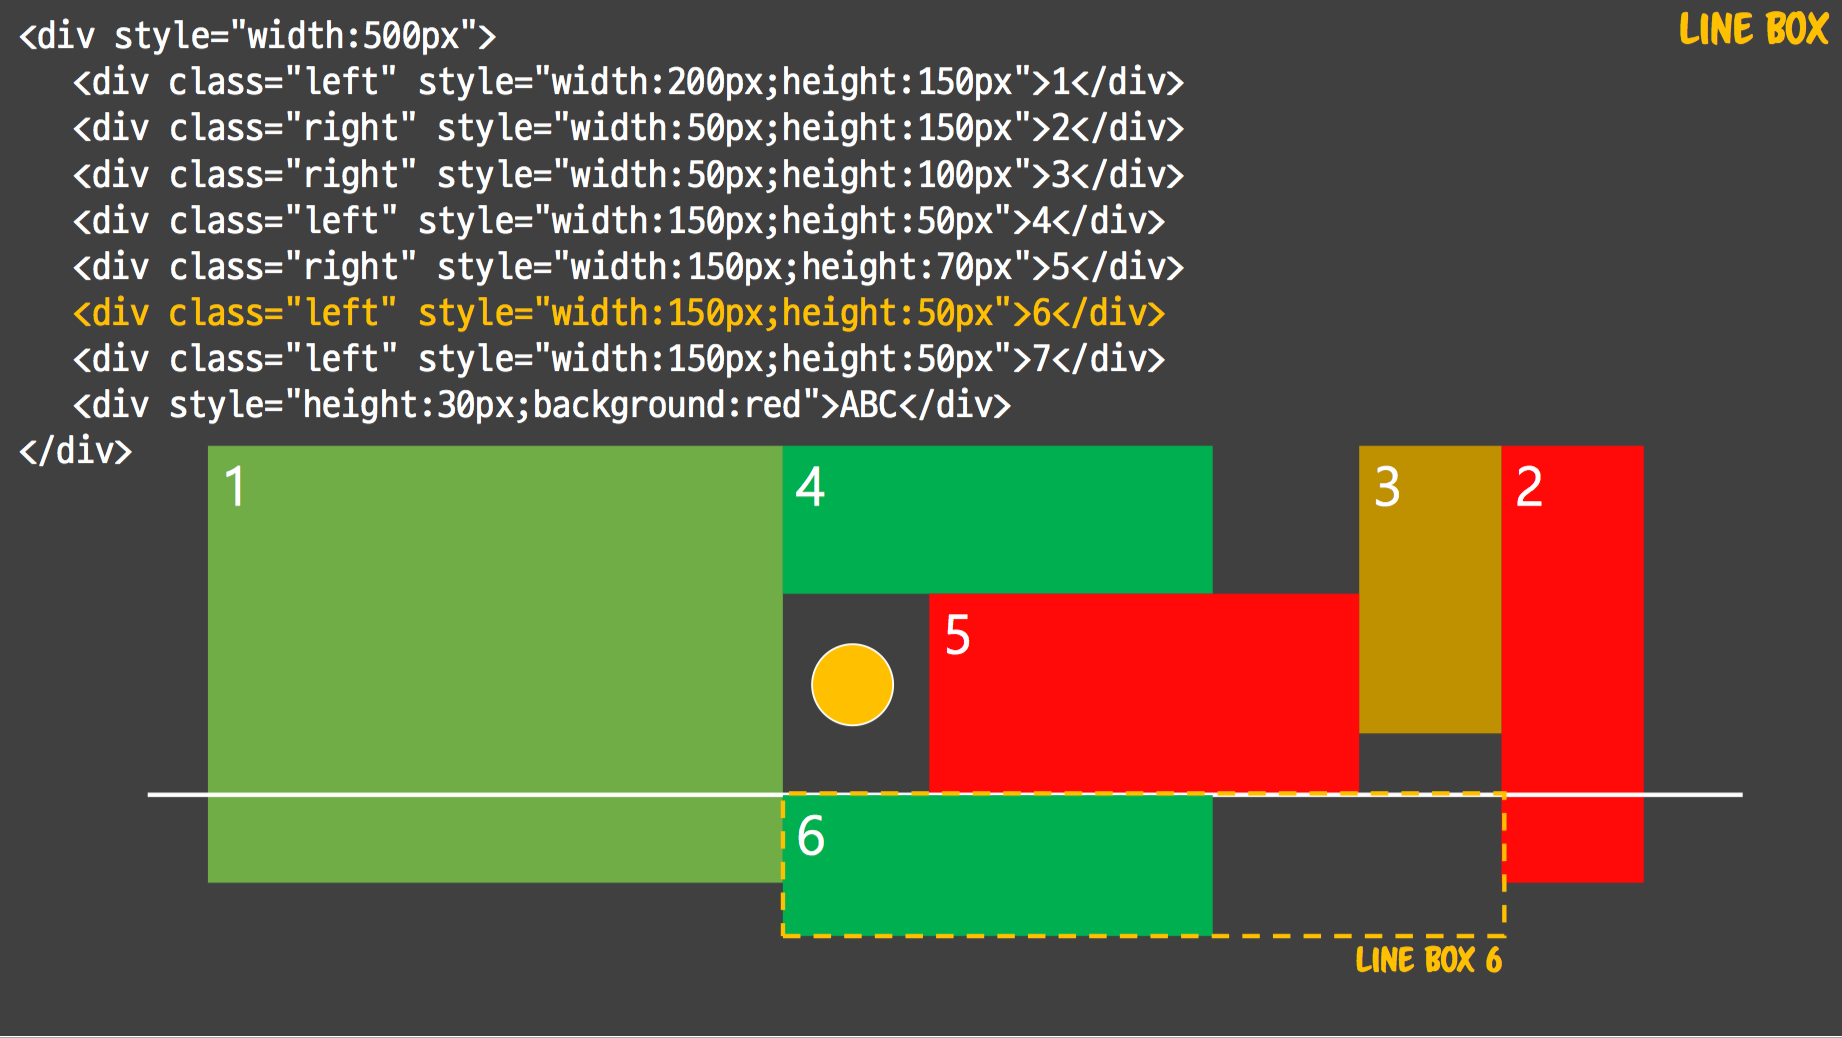 LINE BOX
<div style="width:500px">
<div class="left" style="width:200px;height:150px">1</div>
<div class="right" style="width:50px;height:150px">2</div>
<div class="right" style="width:50px;height:100px">3</div>
<div class="left" style="width:150px;height:50px">4</div>
<div class="right" style="width:150px;height:70px">5</div>
<div class="left" style="width:150px;height:50px">6</div>
<div class="left" style="width:150px;height:50px">7</div>
<div style="height:30px;background:red">ABC</div>
</div>
1 4 3 2
5
6
LINE BOX 6